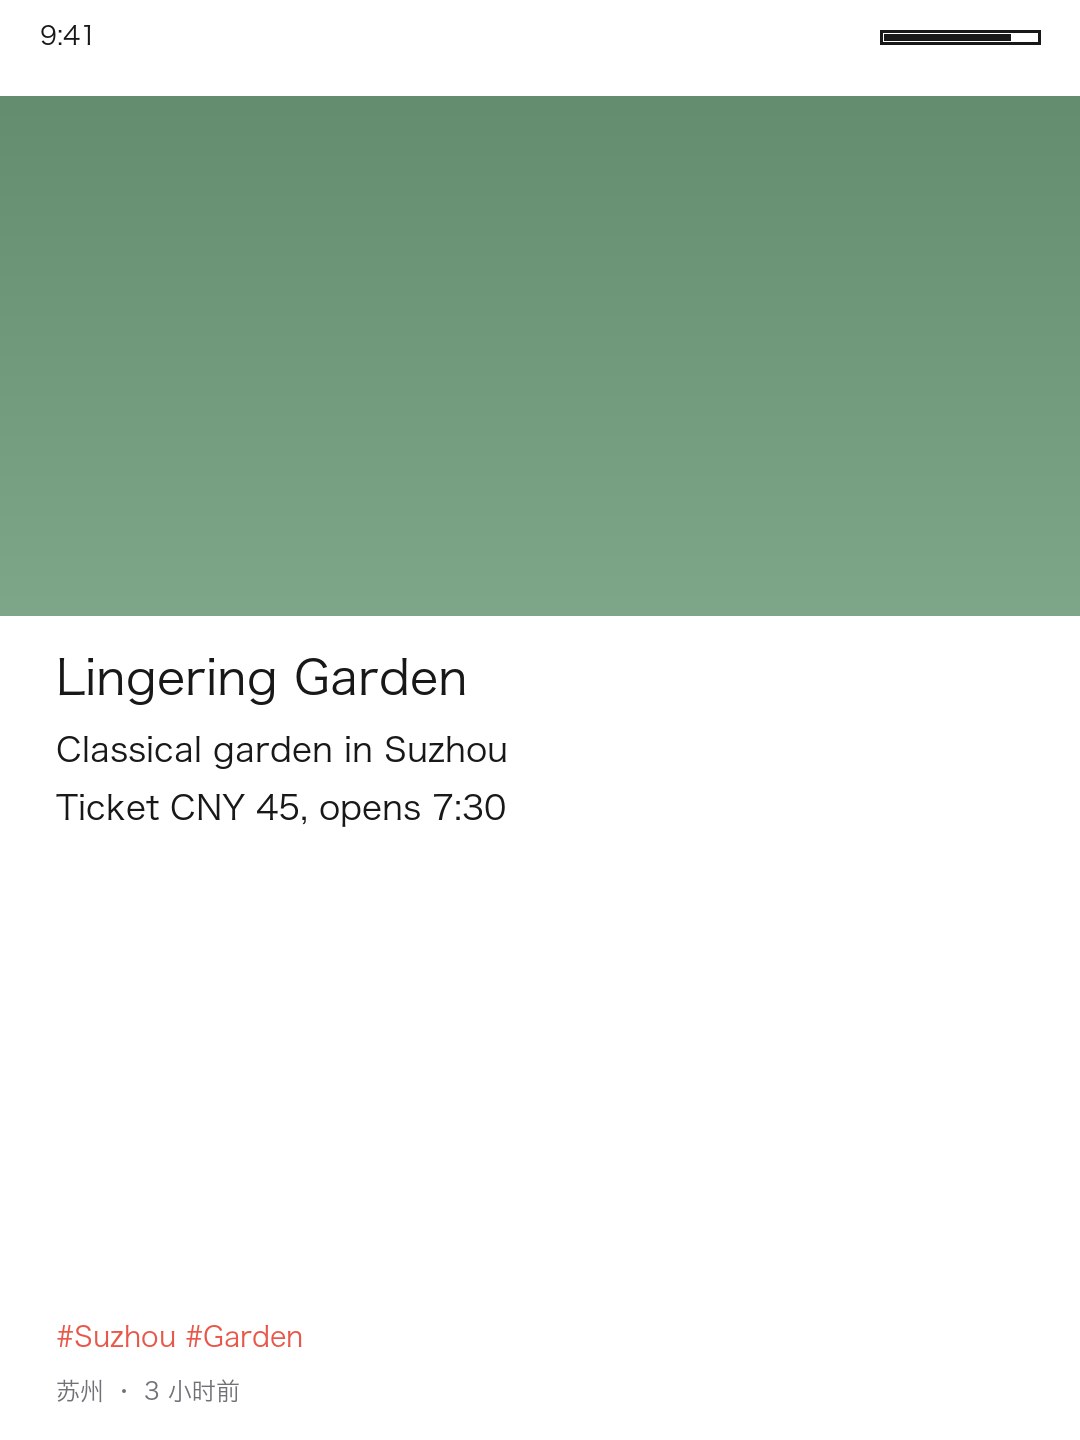 9:41
Lingering Garden
Classical garden in Suzhou
Ticket CNY 45, opens 7:30
#Suzhou #Garden
苏州 · 3 小时前